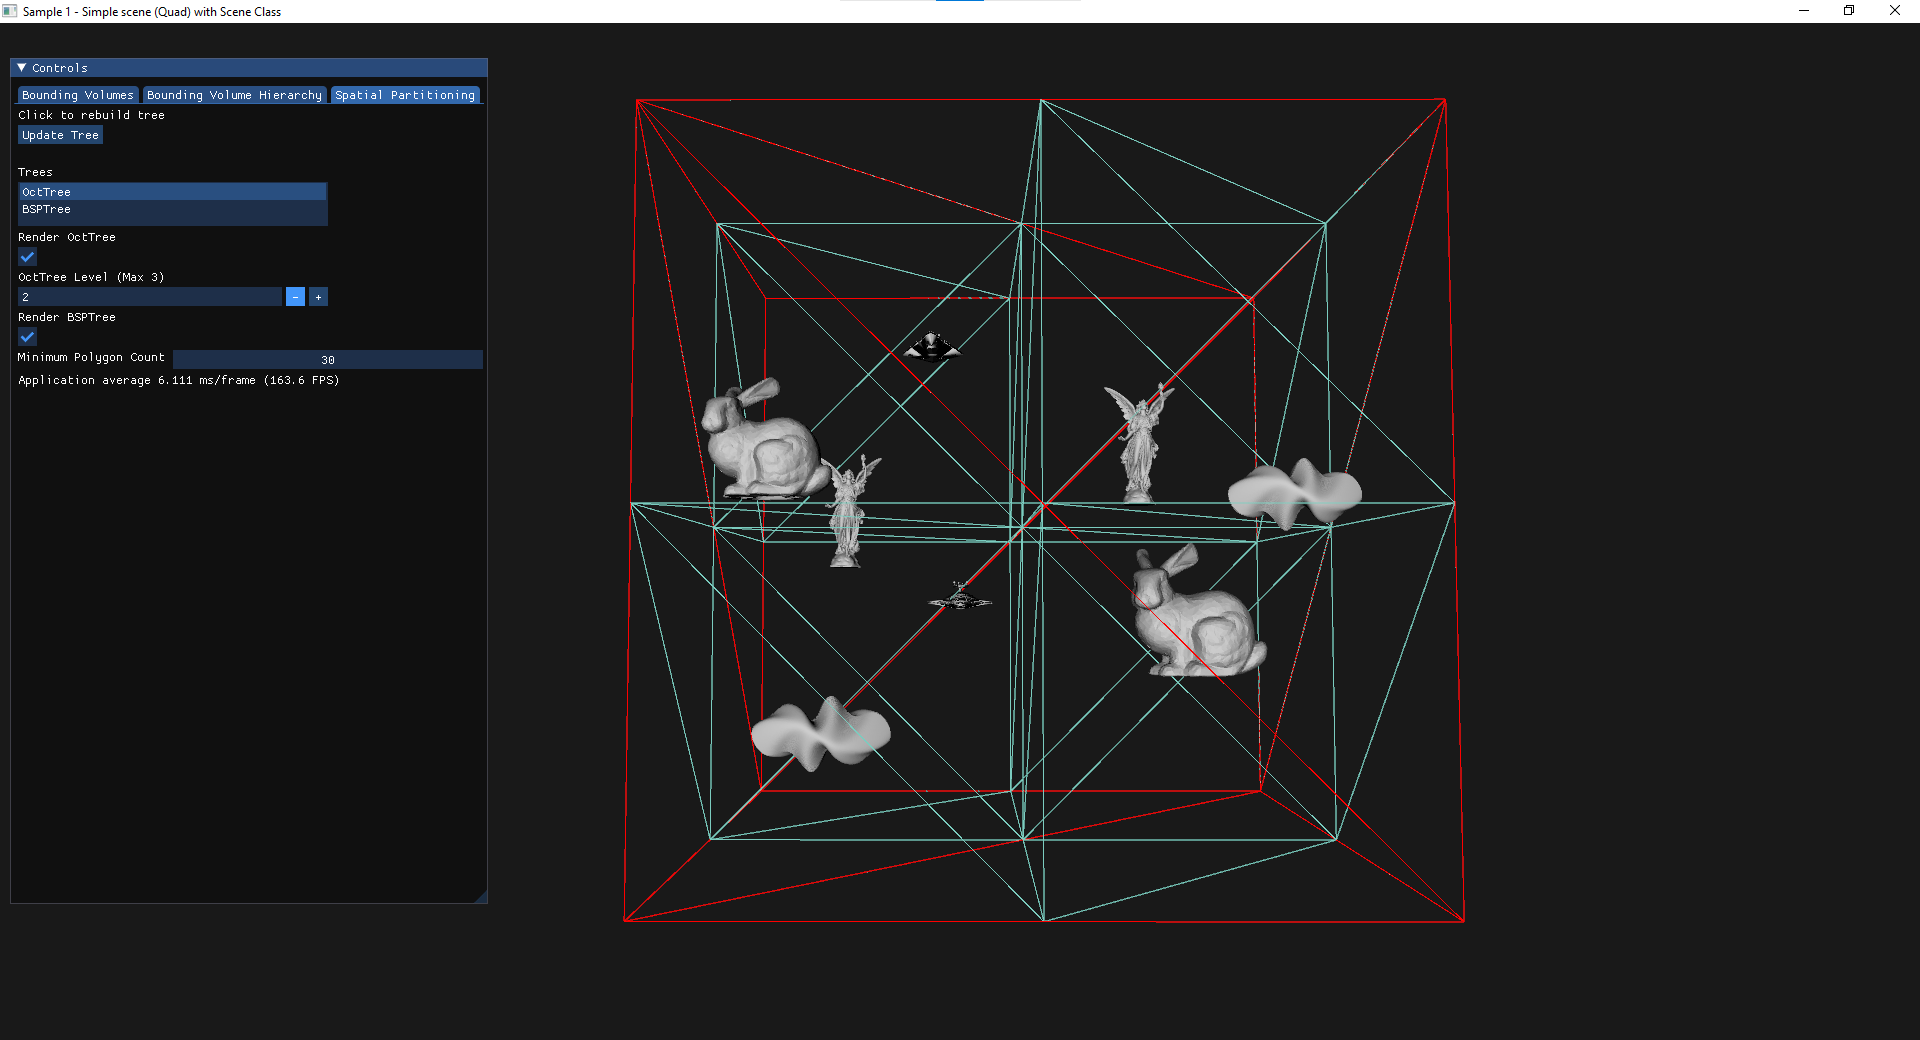 Sample 1 - Simple scene (Quad) with Scene Class
Controls
Bounding Volumes Bounding Volume Hierarchy Spatial Partitioning
Click to rebuild tree
Update Tree
Trees
OctTree
BSPTree
Render OctTree
OctTree Level (Max 3)
2 - +
Render BSPTree
Minimum Polygon Count 30
Application average 6.111 ms/frame (163.6 FPS)